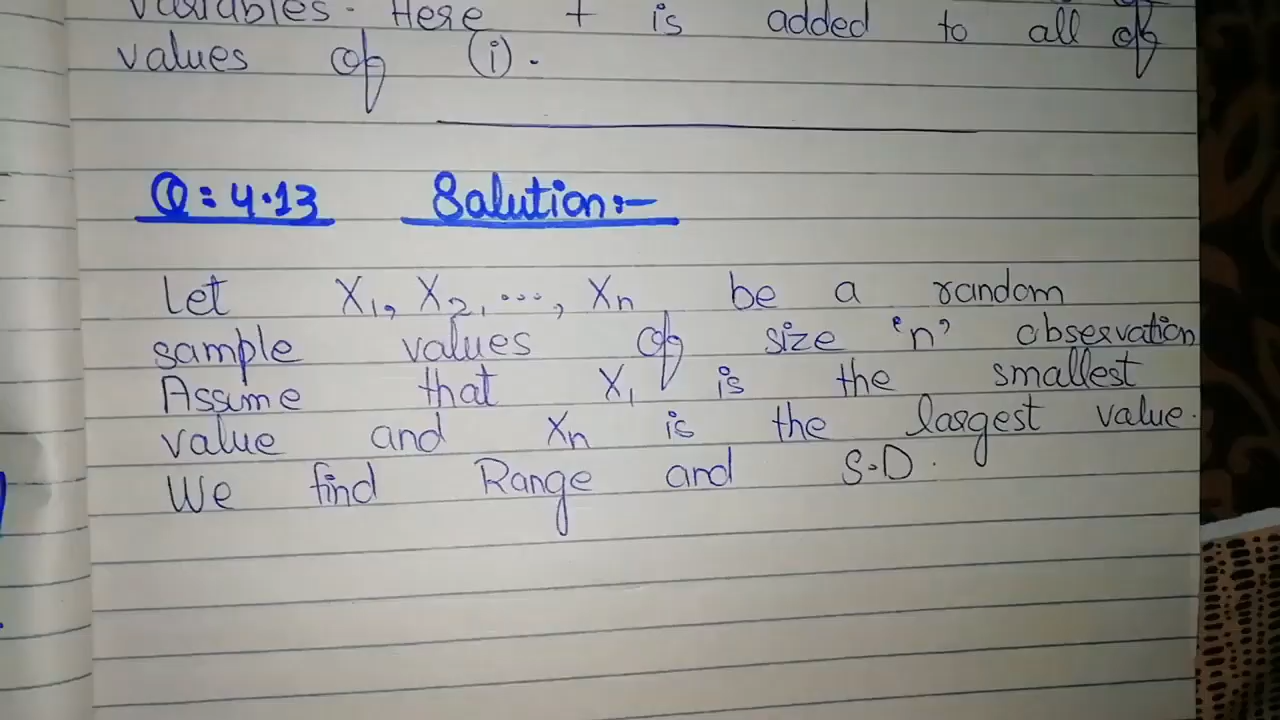 variables. Here + is added to all of
values of (i).
Q:4.13 Salution:-
Let X1, X2, ..., Xn be a random
sample values of size 'n' observation
Assume that X1 is the smallest
value and Xn is the largest value.
We find Range and S.D.